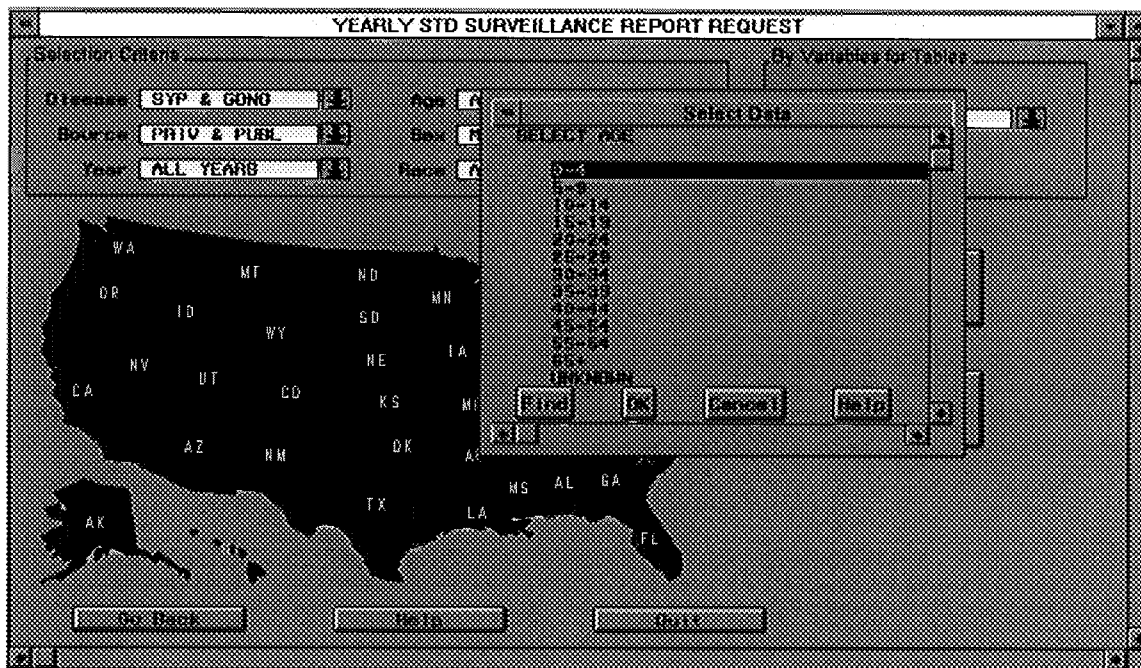 YEARLY STD SURVEILLANCE REPORT REQUEST
Selection Criteria
By Variables for Tables
Disease SYP & GONO Age
Source PRIV & PUBL Sex
Year ALL YEARS Race
Select Data
SELECT AGE
0-4
5-9
10-14
15-19
20-24
25-29
30-34
35-39
40-44
45-54
55-64
65+
UNKNOWN
Find OK Cancel Help
WA
MT
ND
OR
MN
ID
SD
WY
IA
NV
NE
UT
CA
CO
KS
AZ
NM
OK
MS
AL
GA
TX
LA
AK
FL
Go Back Help Quit